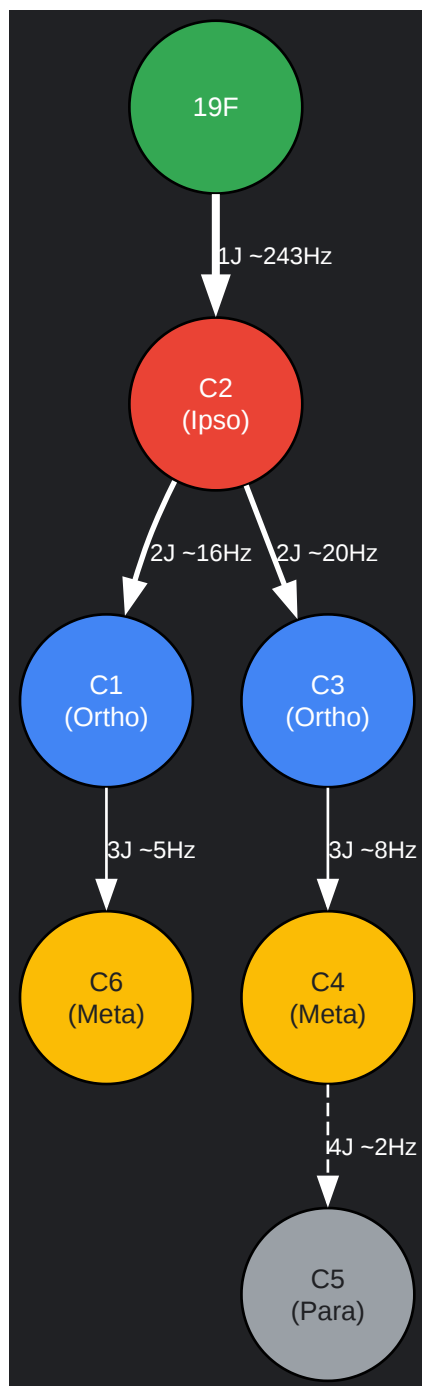 19F
1J ~243Hz
C2
(Ipso)
2J ~16Hz
2J ~20Hz
C1
(Ortho)
C3
(Ortho)
3J ~5Hz
3J ~8Hz
C6
(Meta)
C4
(Meta)
4J ~2Hz
C5
(Para)